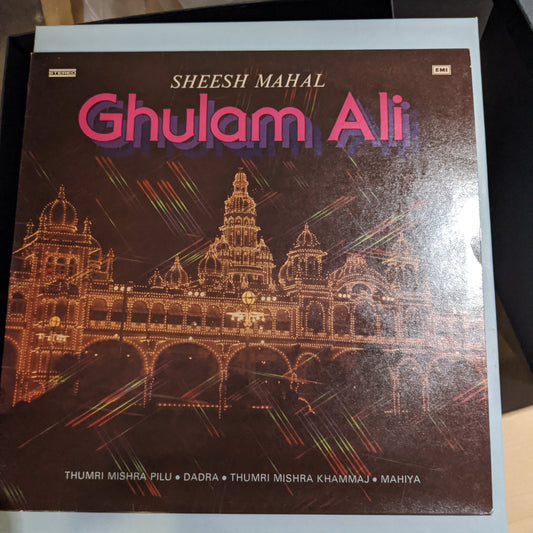 STEREO
EMI
SHEESH MAHAL
Ghulam Ali
THUMRI MISHRA PILU • DADRA • THUMRI MISHRA KHAMMAJ • MAHIYA